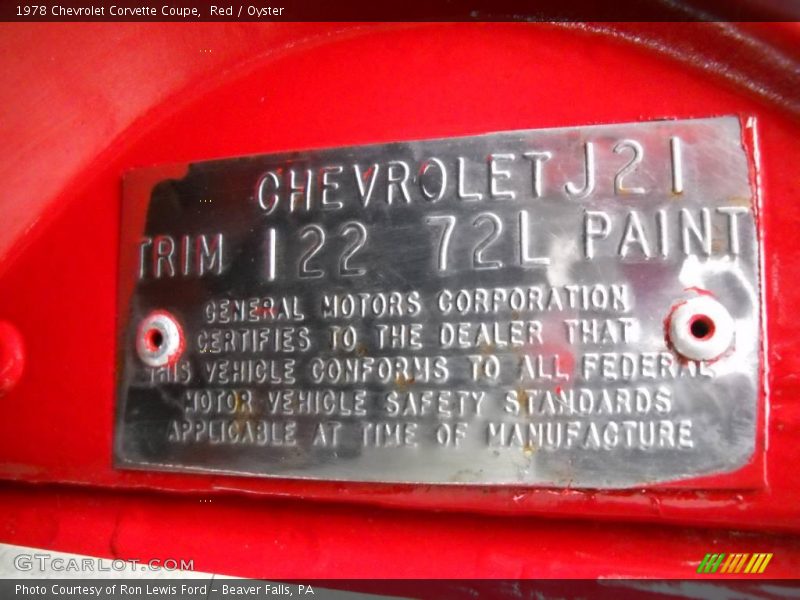 1978 Chevrolet Corvette Coupe,  Red / Oyster
CHEVROLET J21
TRIM 122 72L PAINT
GENERAL MOTORS CORPORATION
CERTIFIES TO THE DEALER THAT
THIS VEHICLE CONFORMS TO ALL FEDERAL
MOTOR VEHICLE SAFETY STANDARDS
APPLICABLE AT TIME OF MANUFACTURE
GTCARLOT.COM
Photo Courtesy of Ron Lewis Ford - Beaver Falls, PA